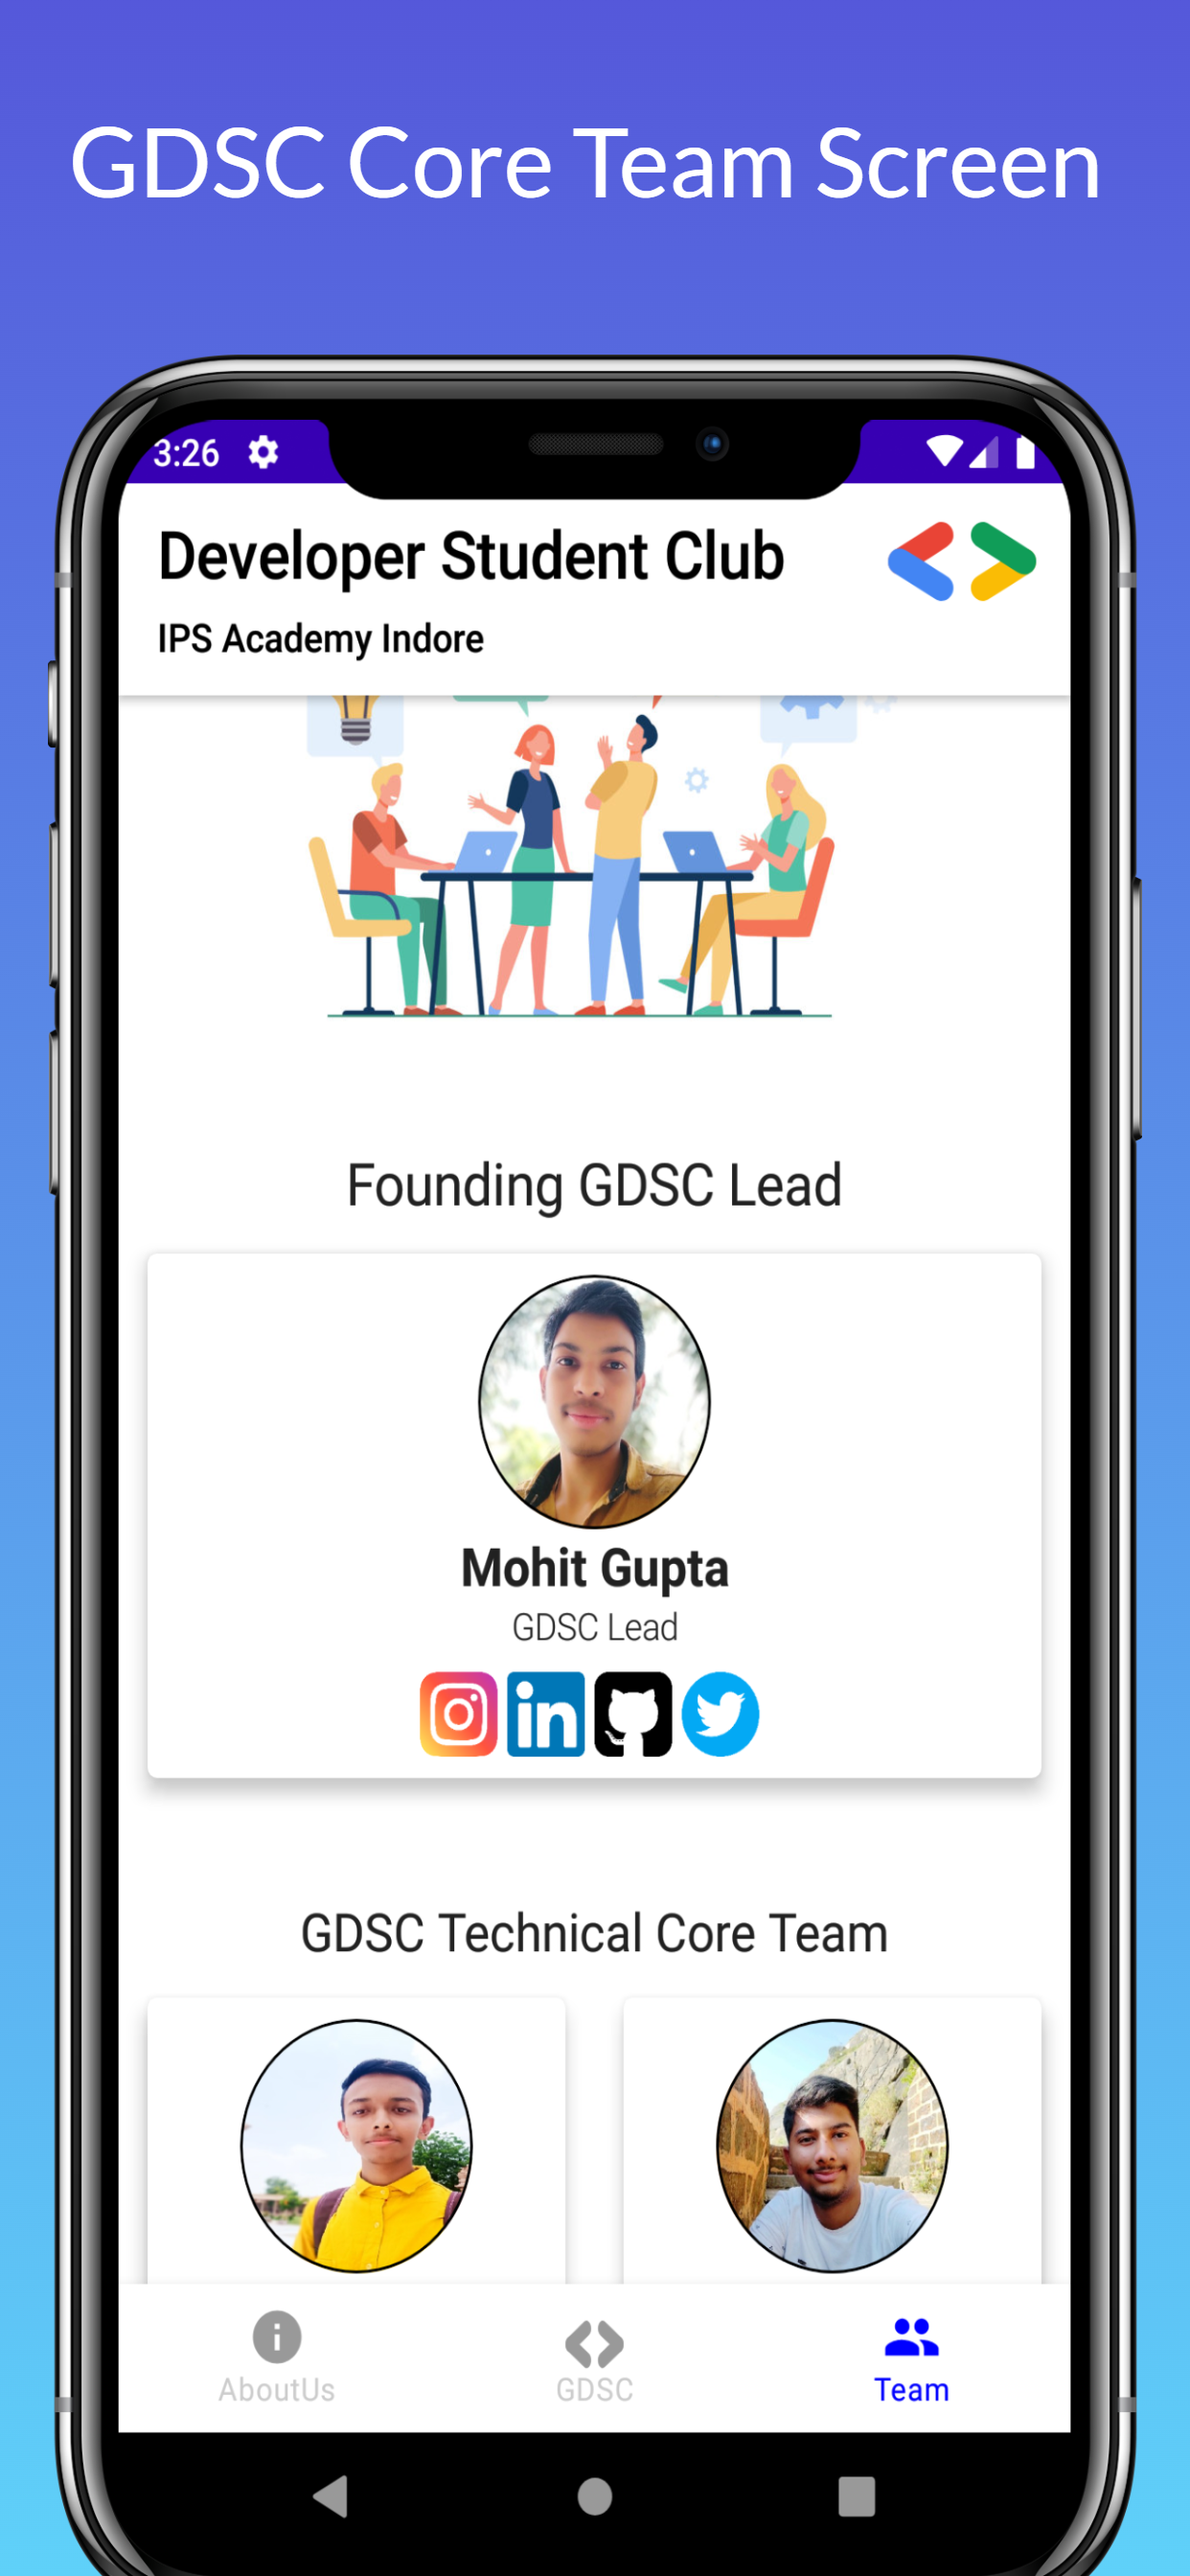 GDSC Core Team Screen
3:26
Developer Student Club
IPS Academy Indore
Founding GDSC Lead
Mohit Gupta
GDSC Lead
in
GDSC Technical Core Team
AboutUs
GDSC
Team